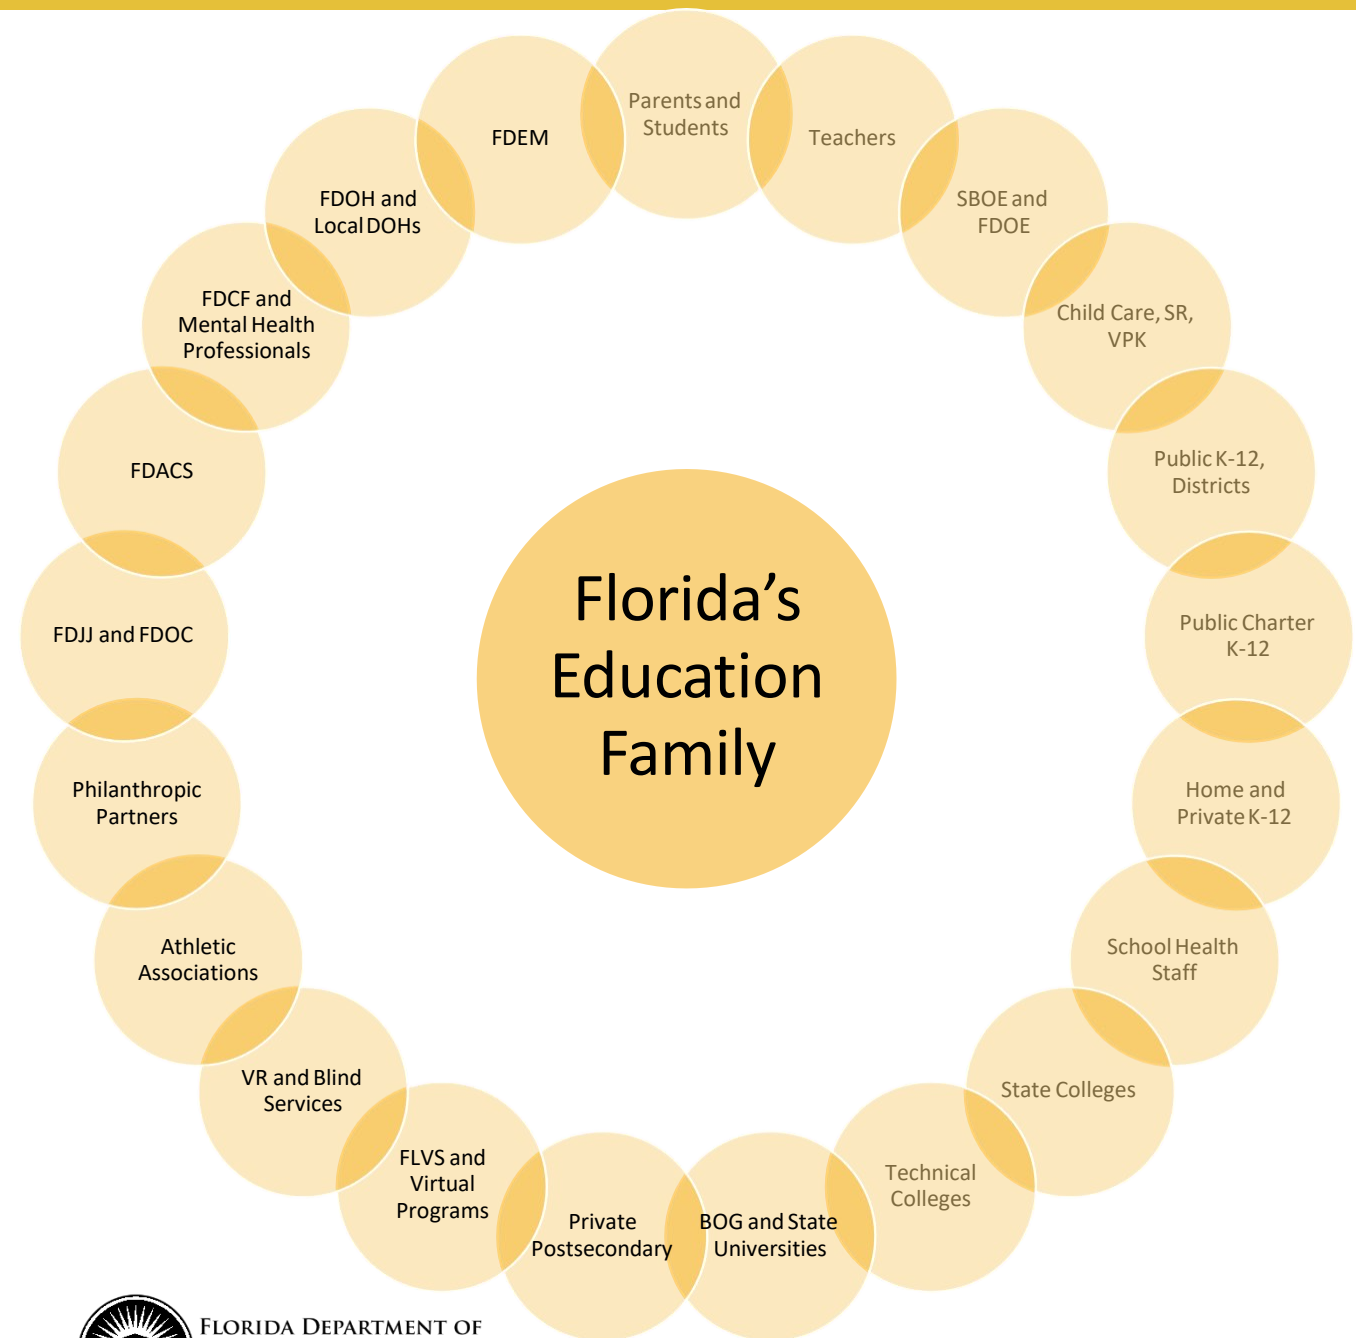 Parents and
Students
Teachers
SBOE and
FDOE
Child Care, SR,
VPK
Public K-12,
Districts
Public Charter
K-12
Home and
Private K-12
School Health
Staff
State Colleges
Technical
Colleges
BOG and State
Universities
Private
Postsecondary
FLVS and
Virtual
Programs
VR and Blind
Services
Athletic
Associations
Philanthropic
Partners
FDJJ and FDOC
FDACS
FDCF and
Mental Health
Professionals
FDOH and
Local DOHs
FDEM
Florida’s
Education
Family
FLORIDA DEPARTMENT OF